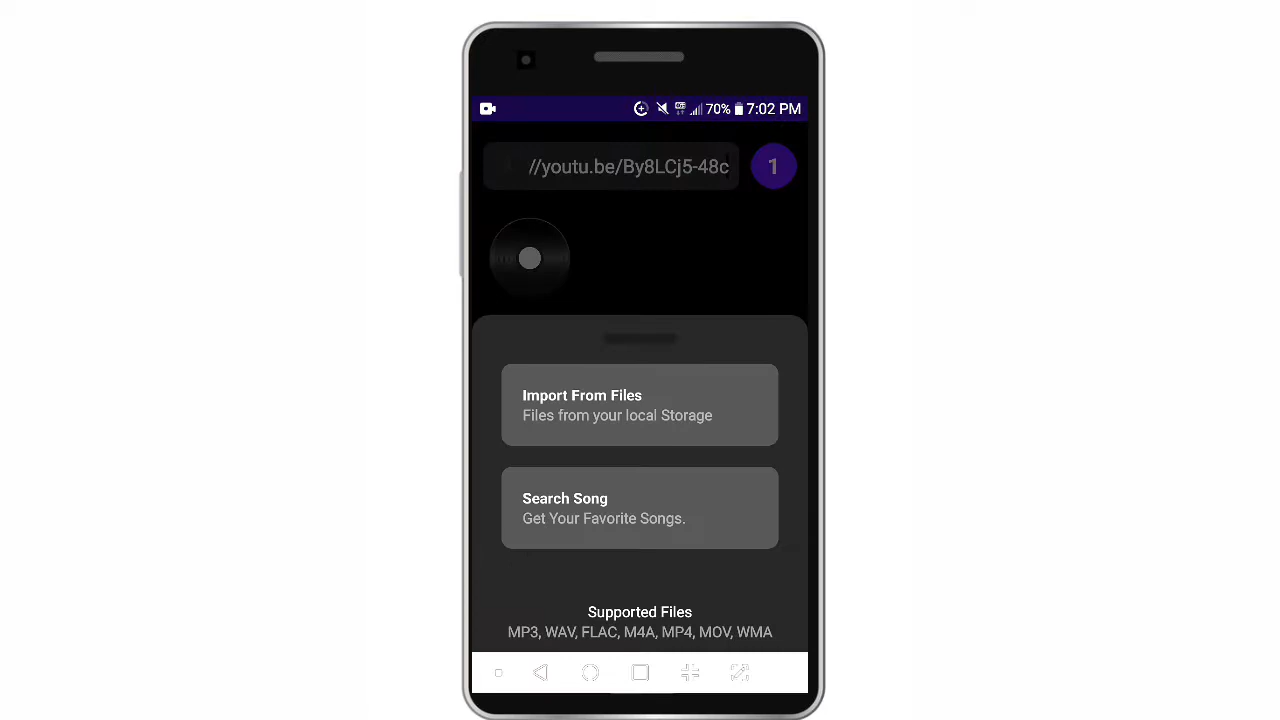 70% 7:02 PM
//youtu.be/By8LCj5-48c
1
Import From Files
Files from your local Storage
Search Song
Get Your Favorite Songs.
Supported Files
MP3, WAV, FLAC, M4A, MP4, MOV, WMA